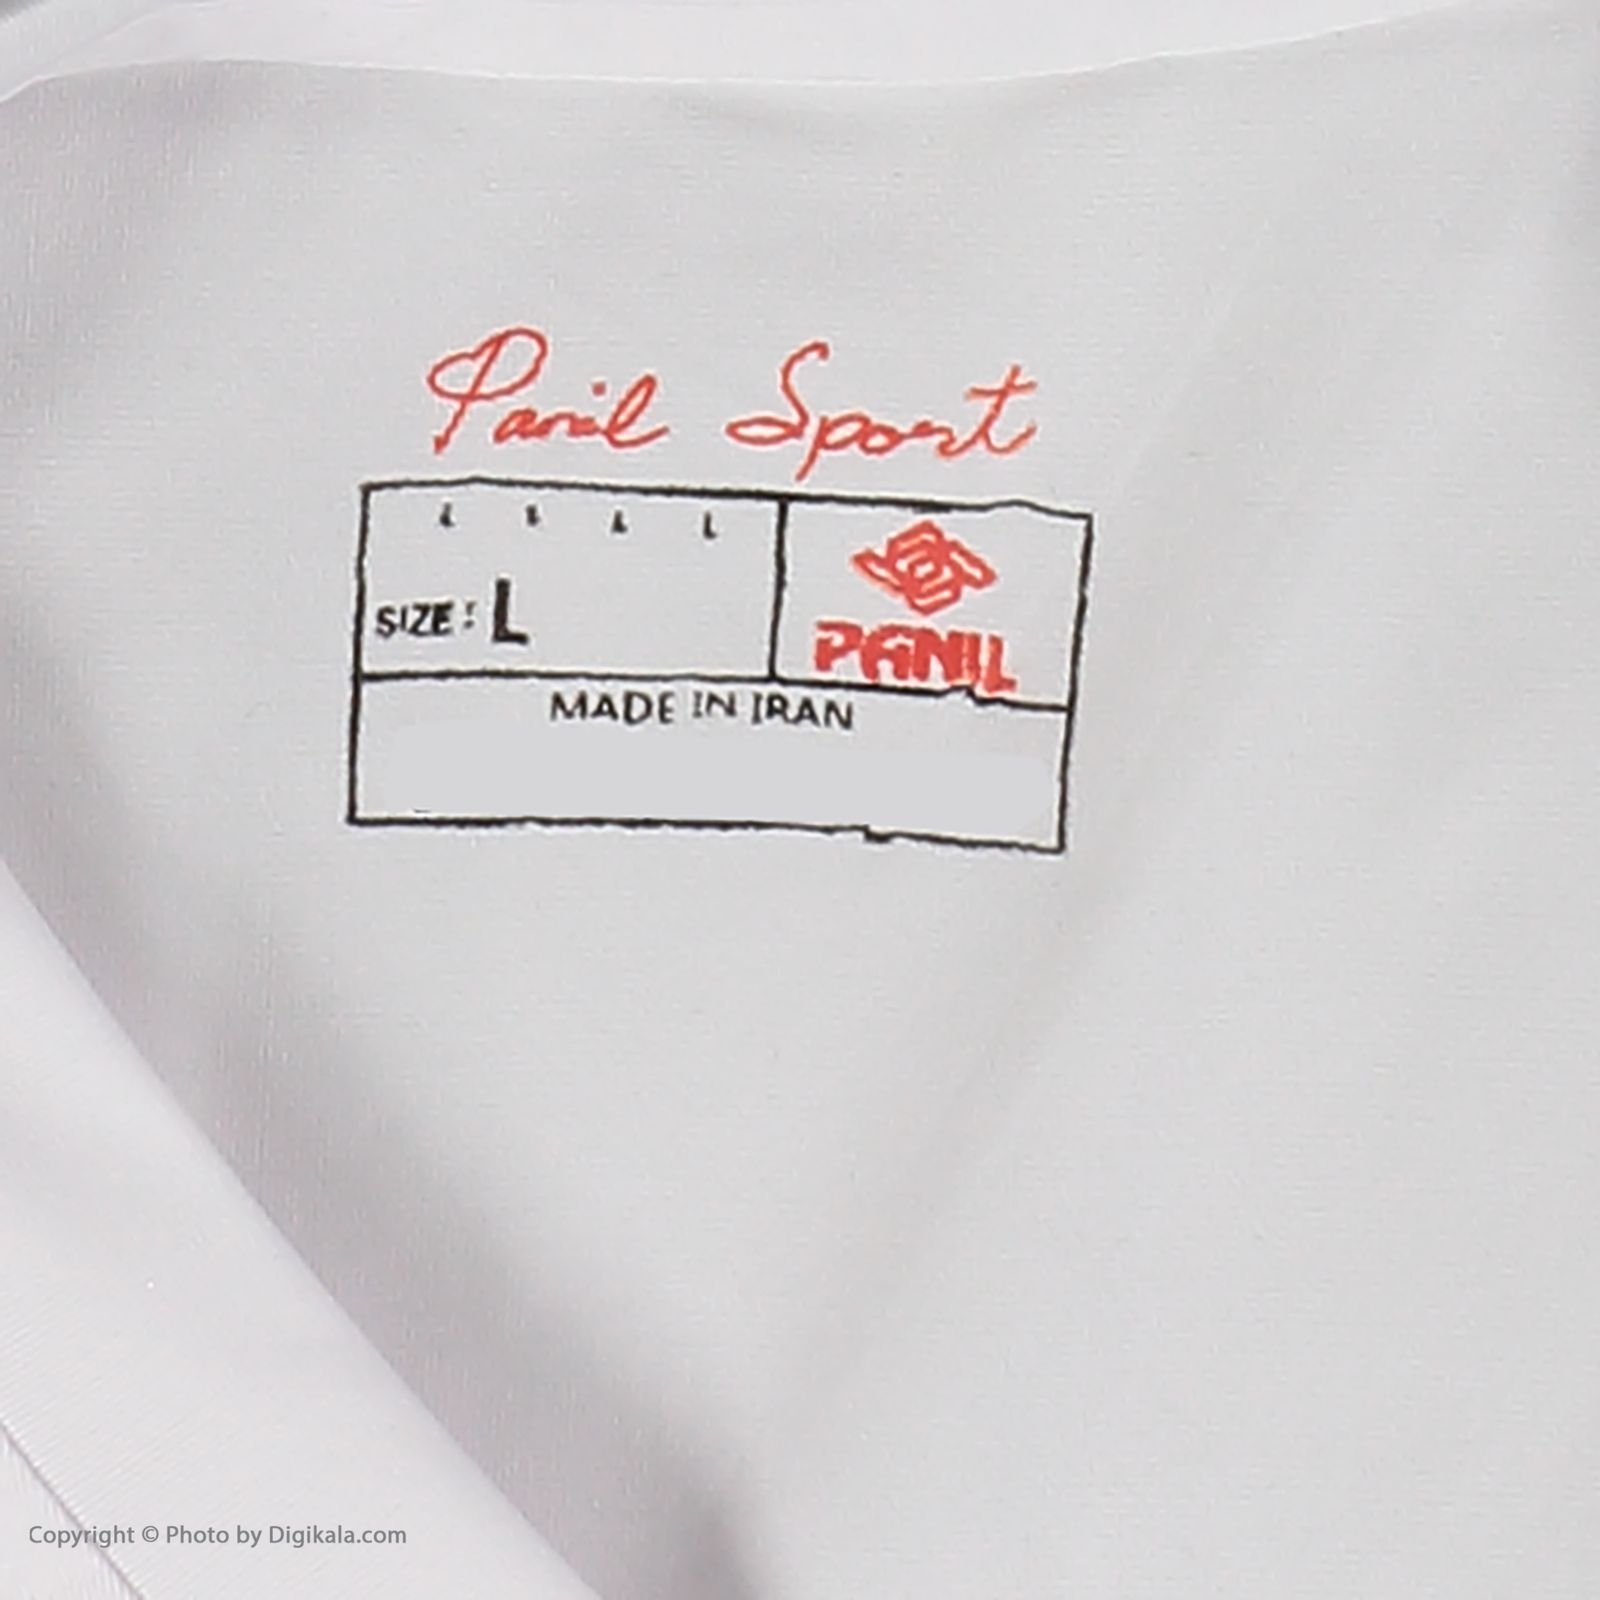 Panil Sport
SIZE: L
PANIL
MADE IN IRAN
Copyright © Photo by Digikala.com